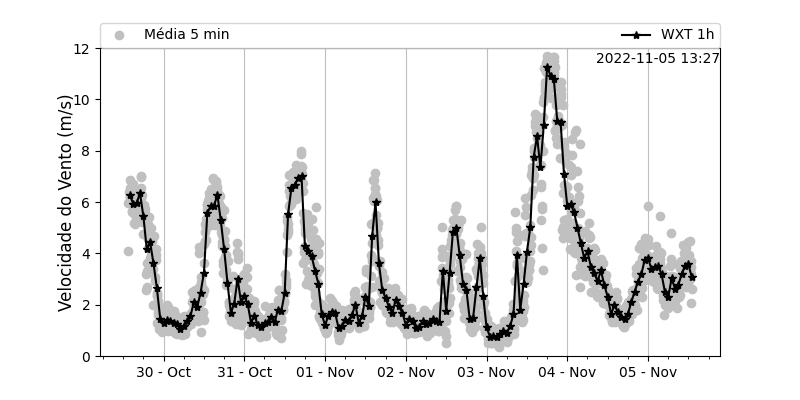 Média 5 min
WXT 1h
2022-11-05 13:27
Velocidade do Vento (m/s)
12
10
8
6
4
2
0
30 - Oct
31 - Oct
01 - Nov
02 - Nov
03 - Nov
04 - Nov
05 - Nov